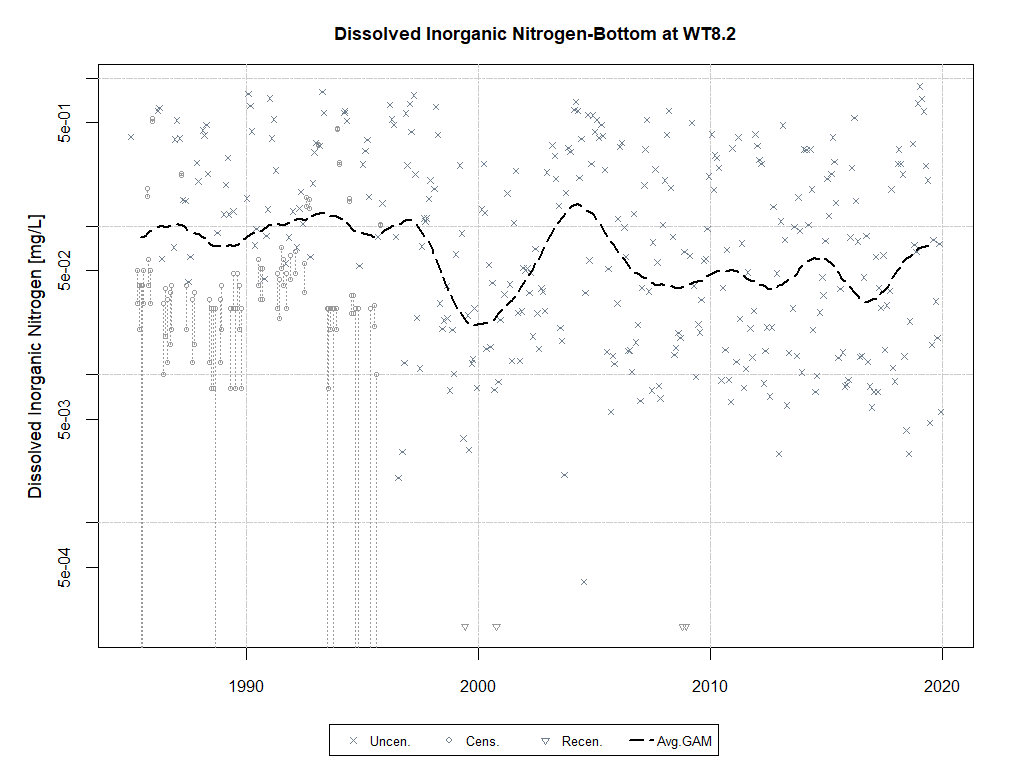 Dissolved Inorganic Nitrogen-Bottom at WT8.2
Dissolved Inorganic Nitrogen [mg/L]
5e-01
5e-02
5e-03
5e-04
1990 2000 2010 2020
Uncen. Cens. Recen. Avg.GAM